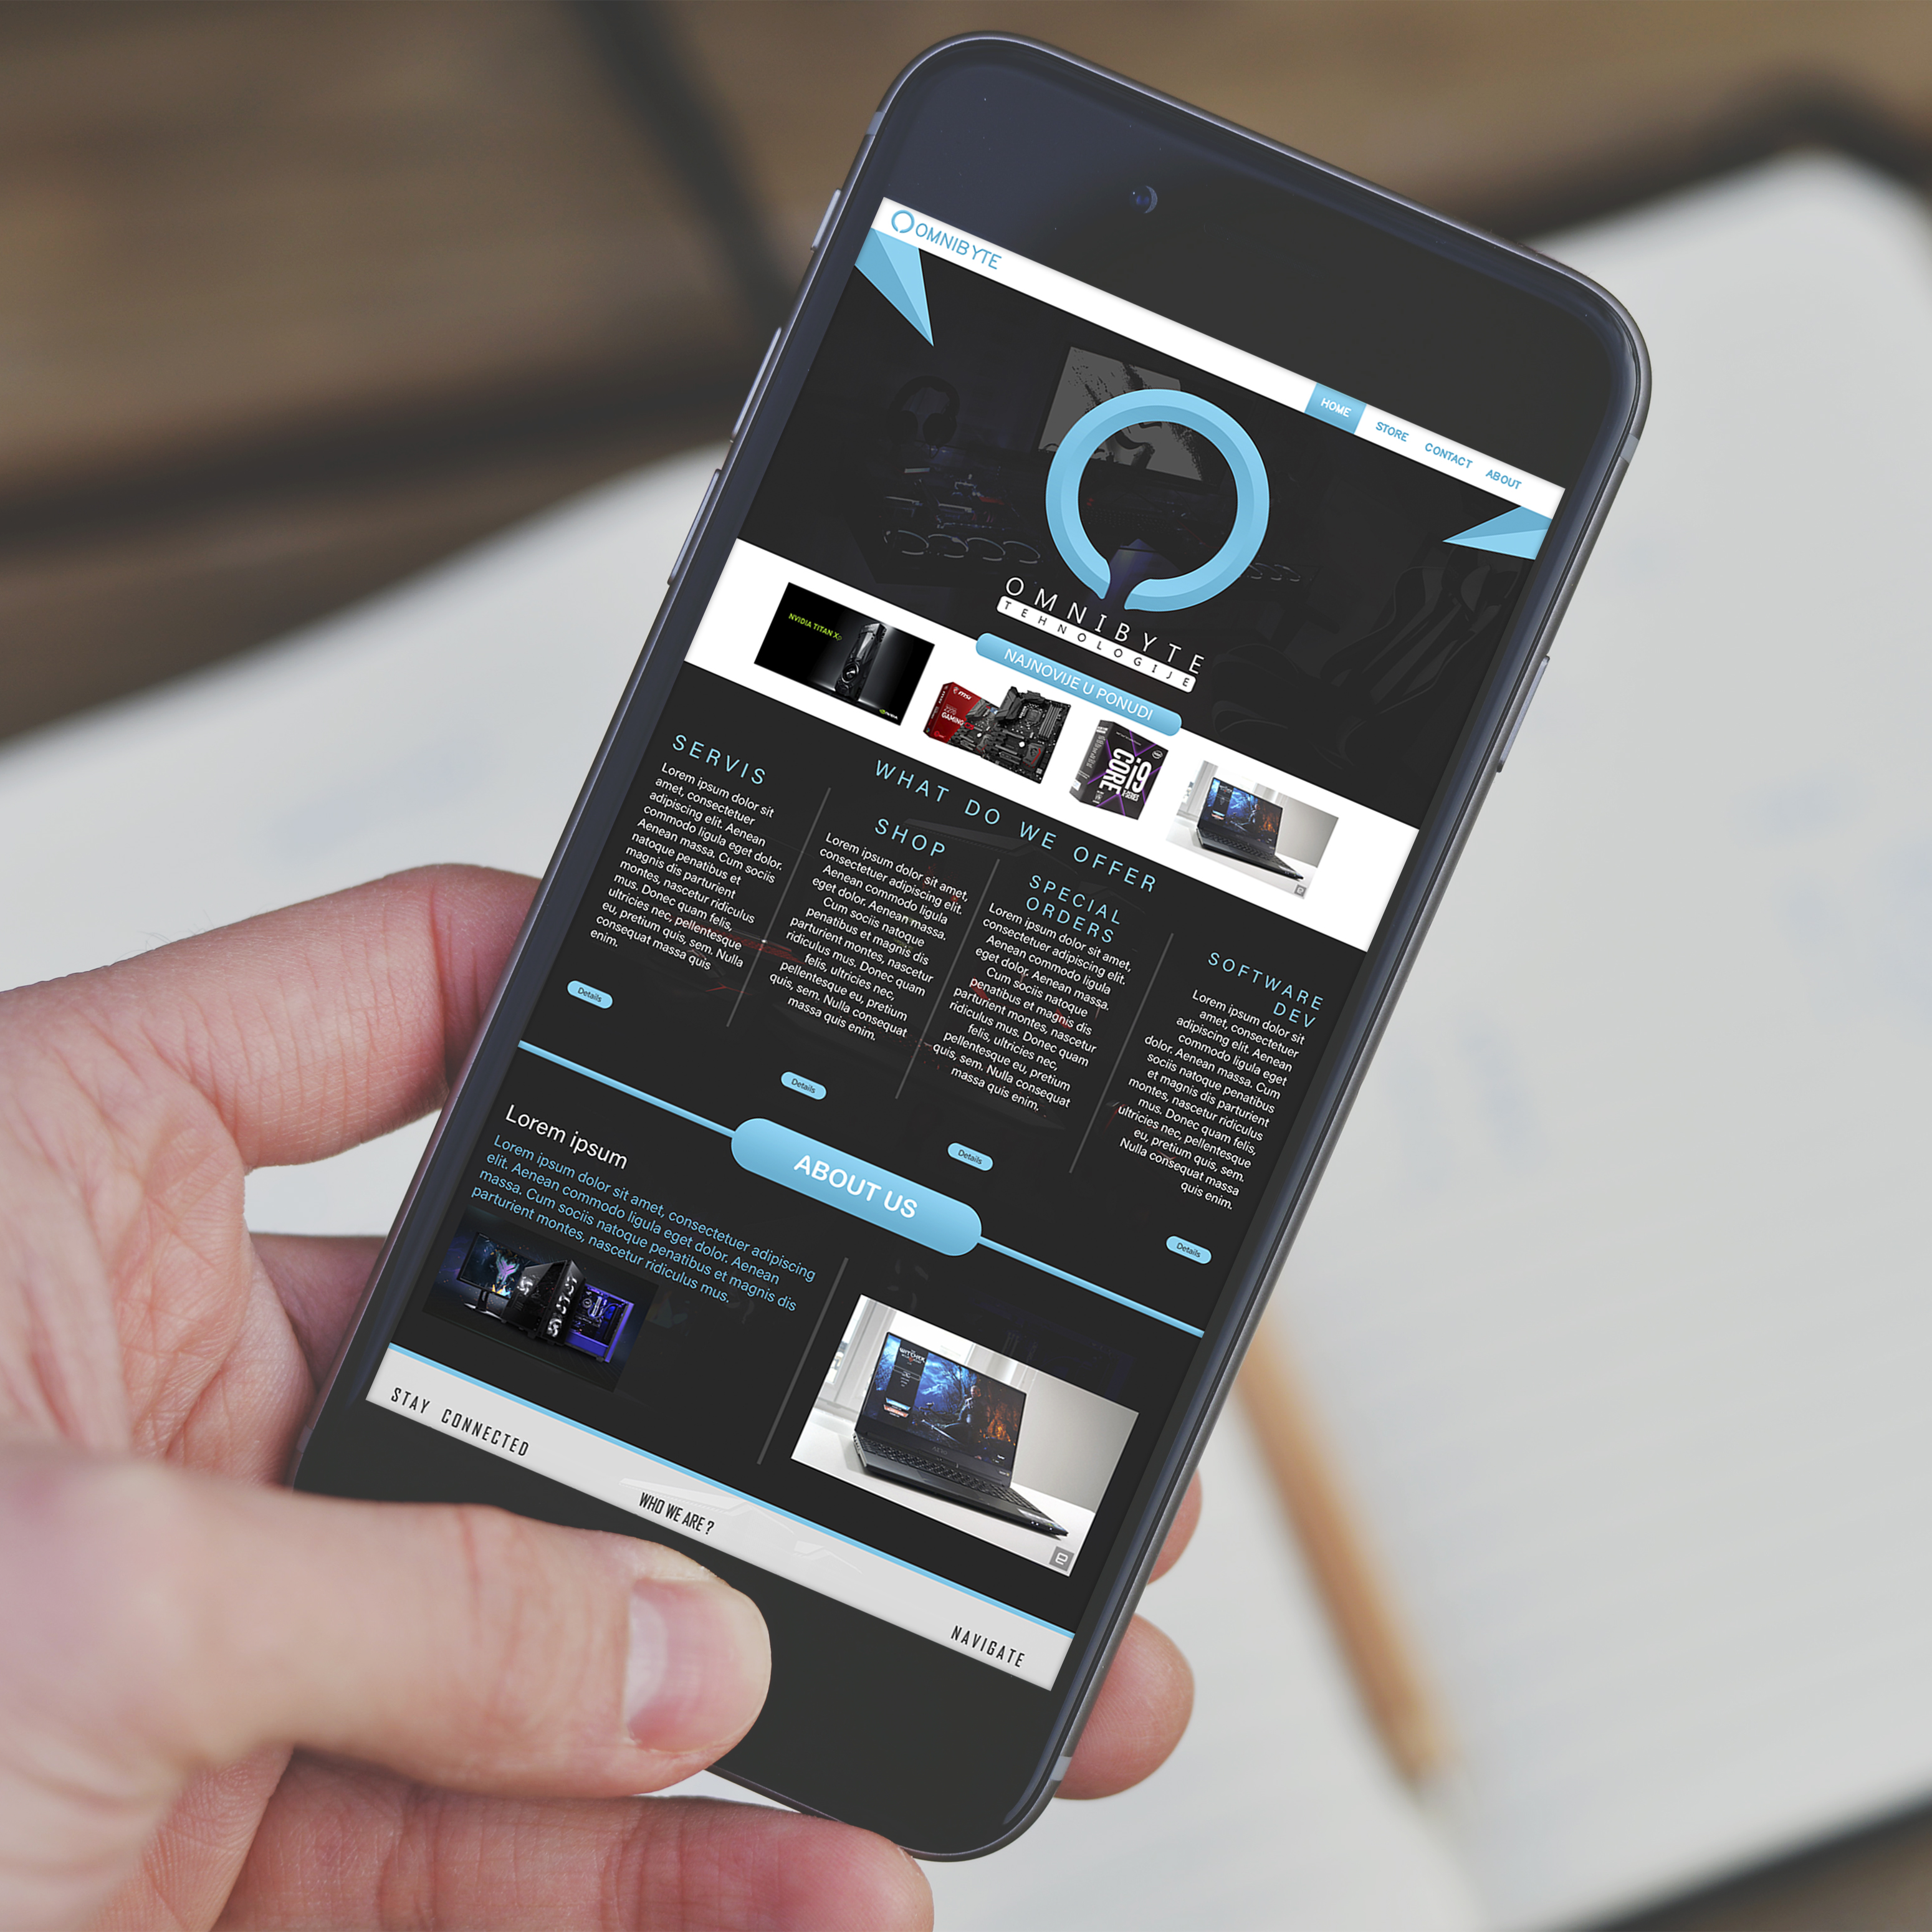 OMNIBYTE
HOME
STORE
CONTACT
ABOUT
OMNIBYTE
TEHNOLOGIJE
NAJNOVIJE U PONUDI
NVIDIA TITAN Xp
NVIDIA
msi
GAMING
CORE i9
X-SERIES
WHAT DO WE OFFER
SERVIS
Lorem ipsum dolor sit
amet, consectetuer
adipiscing elit. Aenean
commodo ligula eget dolor.
Aenean massa. Cum sociis
natoque penatibus et
magnis dis parturient
montes, nascetur ridiculus
mus. Donec quam felis,
ultricies nec, pellentesque
eu, pretium quis, sem. Nulla
consequat massa quis
enim.
Details
SHOP
Lorem ipsum dolor sit amet,
consectetuer adipiscing elit.
Aenean commodo ligula
eget dolor. Aenean massa.
Cum sociis natoque
penatibus et magnis dis
parturient montes, nascetur
ridiculus mus. Donec quam
felis, ultricies nec,
pellentesque eu, pretium
quis, sem. Nulla consequat
massa quis enim.
Details
SPECIAL
ORDERS
Lorem ipsum dolor sit amet,
consectetuer adipiscing elit.
Aenean commodo ligula
eget dolor. Aenean massa.
Cum sociis natoque
penatibus et magnis dis
parturient montes, nascetur
ridiculus mus. Donec quam
felis, ultricies nec,
pellentesque eu, pretium
quis, sem. Nulla consequat
massa quis enim.
Details
SOFTWARE
DEV
Lorem ipsum dolor sit
amet, consectetuer
adipiscing elit. Aenean
commodo ligula eget
dolor. Aenean massa. Cum
sociis natoque penatibus
et magnis dis parturient
montes, nascetur ridiculus
mus. Donec quam felis,
ultricies nec, pellentesque
eu, pretium quis, sem.
Nulla consequat massa
quis enim.
Details
ABOUT US
Lorem ipsum
Lorem ipsum dolor sit amet, consectetuer adipiscing
elit. Aenean commodo ligula eget dolor. Aenean
massa. Cum sociis natoque penatibus et magnis dis
parturient montes, nascetur ridiculus mus.
WITCHER
e
STAY CONNECTED
WHO WE ARE ?
NAVIGATE